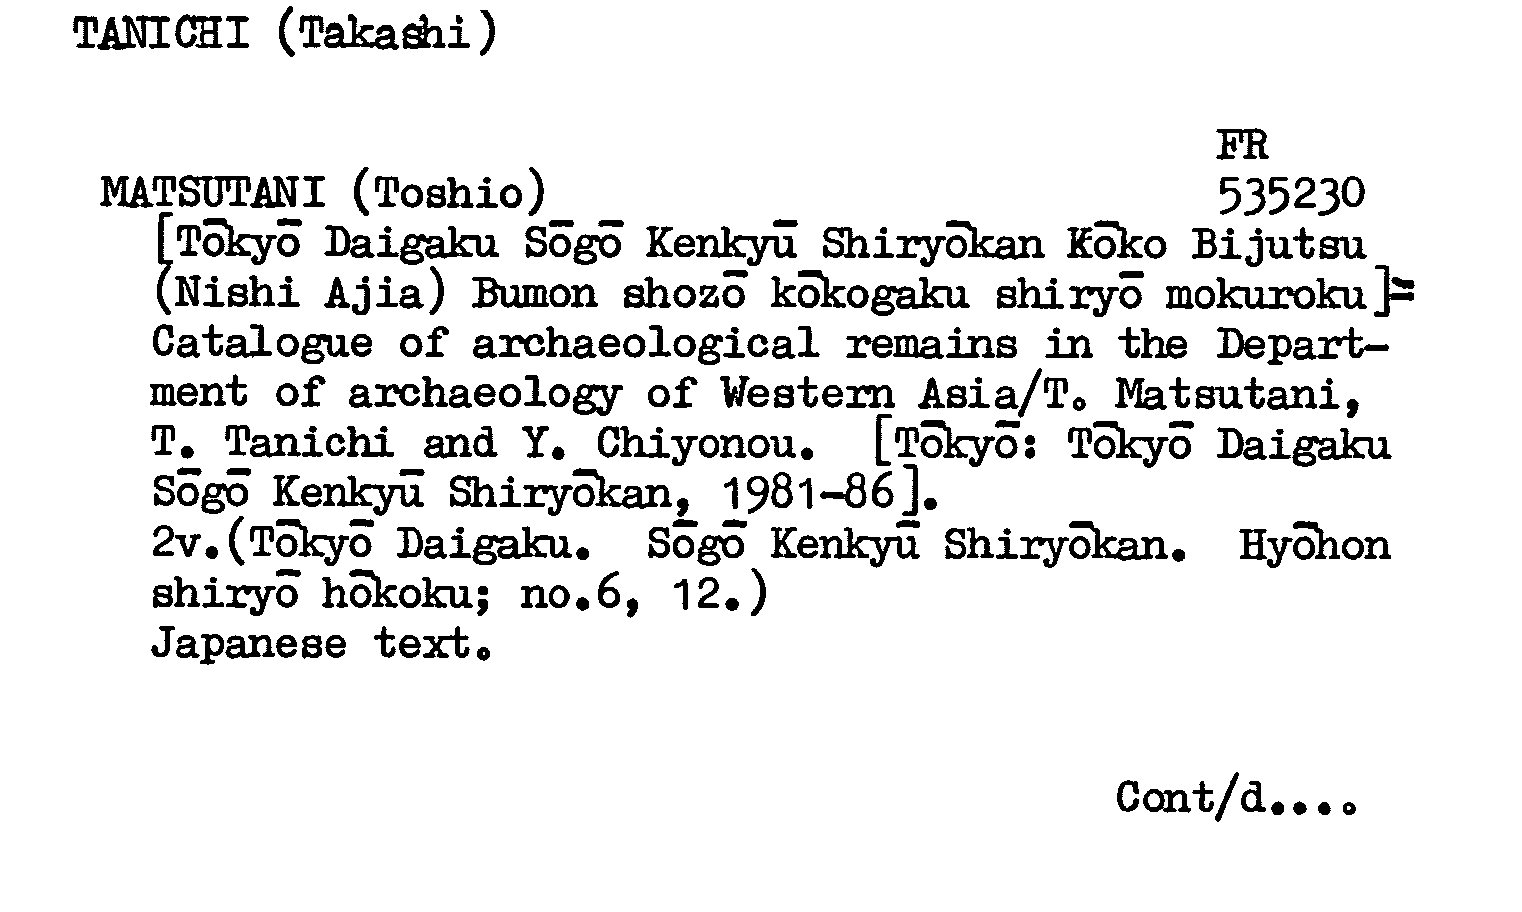 TANICHI (Takashi)
FR
MATSUTANI (Toshio) 535230
[Tōkyō Daigaku Sōgō Kenkyū Shiryōkan Kōko Bijutsu
(Nishi Ajia) Bumon shozō kōkogaku shiryō mokuroku]=
Catalogue of archaeological remains in the Depart-
ment of archaeology of Western Asia/T. Matsutani,
T. Tanichi and Y. Chiyonou. [Tōkyō: Tōkyō Daigaku
Sōgō Kenkyū Shiryōkan, 1981-86].
2v.(Tōkyō Daigaku. Sōgō Kenkyū Shiryōkan. Hyōhon
shiryō hōkoku; no.6, 12.)
Japanese text.
Cont/d....